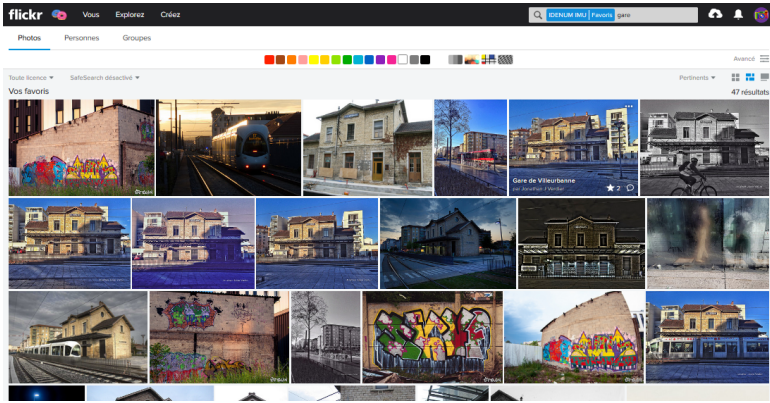 flickr Vous Explorez Créez IDENUM IMU Favoris gare
Photos Personnes Groupes
Avancé
Toute licence SafeSearch désactivé Pertinents
Vos favoris 47 résultats
Gare de Villeurbanne
par Jonathan J Verdier 2